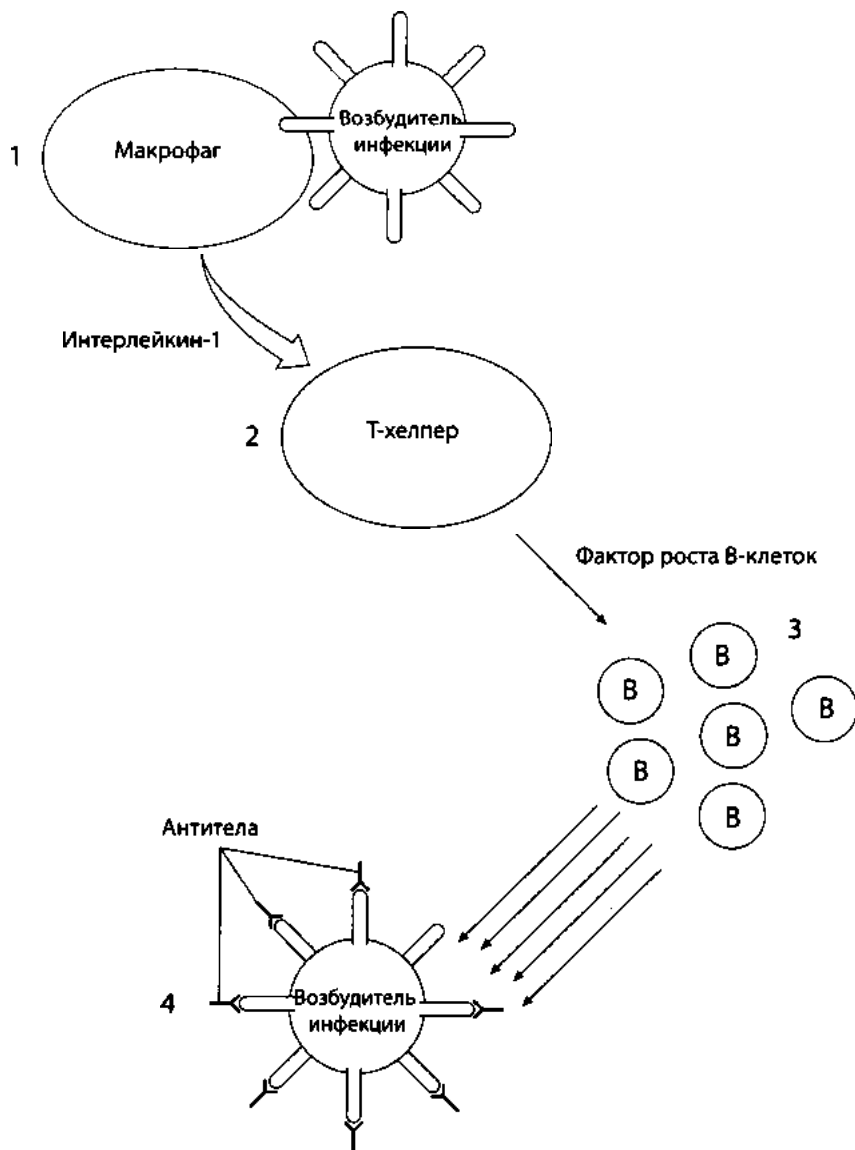 Возбудитель
инфекции
1
Макрофаг
Интерлейкин-1
2
Т-хелпер
Фактор роста В-клеток
3
В
В
В
В
В
В
Антитела
4
Возбудитель
инфекции